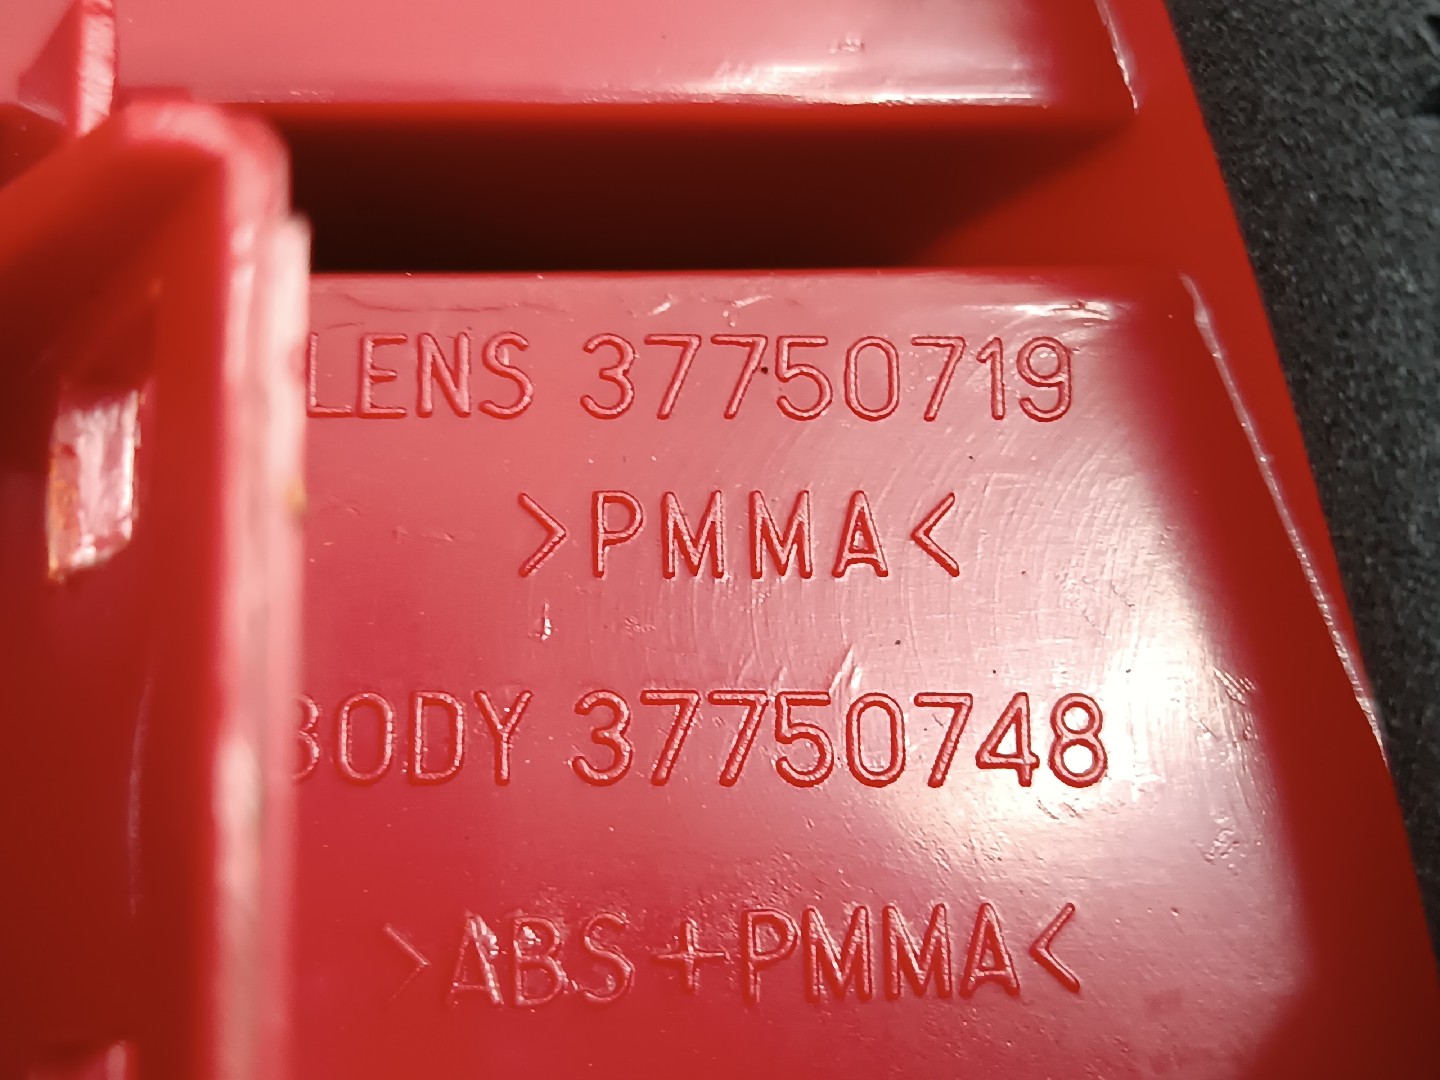 LENS 37750719
>PMMA<
BODY 37750748
>ABS+PMMA<